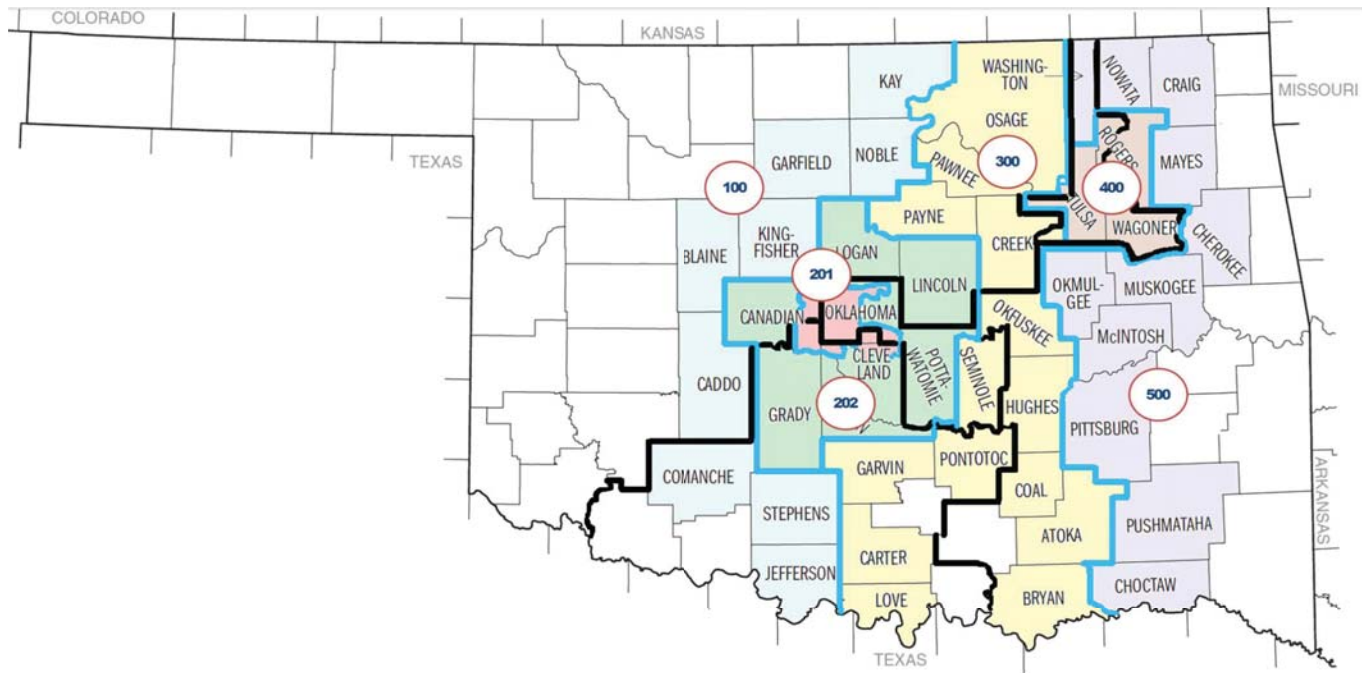 COLORADO
KANSAS
MISSOURI
TEXAS
KAY
WASHING-
TON
NOWATA
CRAIG
OSAGE
ROGERS
GARFIELD
NOBLE
PAWNEE
300
MAYES
100
400
PAYNE
TULSA
KING-
FISHER
BLAINE
LOGAN
CREEK
WAGONER
CHEROKEE
201
LINCOLN
OKMUL-
GEE
MUSKOGEE
CANADIAN
OKLAHOMA
OKFUSKEE
McINTOSH
CLEVE
LAND
POTTA-
WATOMIE
SEMINOLE
CADDO
202
500
GRADY
HUGHES
PITTSBURG
GARVIN
PONTOTOC
COMANCHE
COAL
ARKANSAS
STEPHENS
PUSHMATAHA
ATOKA
CARTER
JEFFERSON
CHOCTAW
LOVE
BRYAN
TEXAS